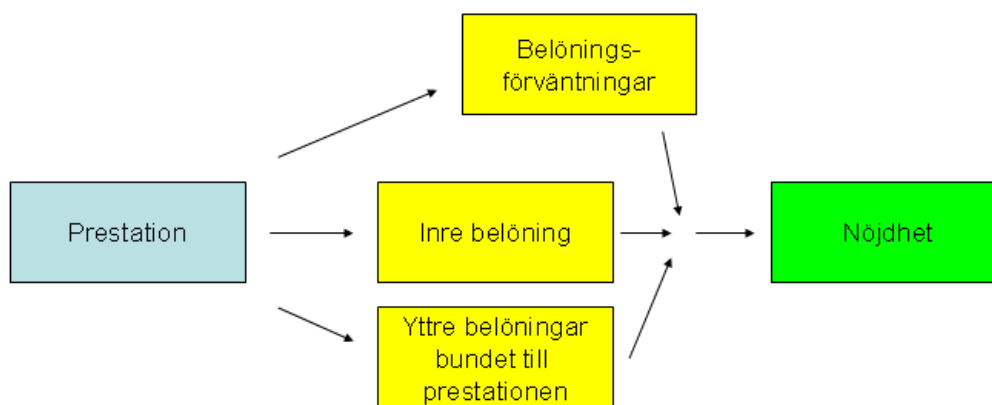 Belönings-
förväntningar
Prestation
Inre belöning
Nöjdhet
Yttre belöningar
bundet till
prestationen